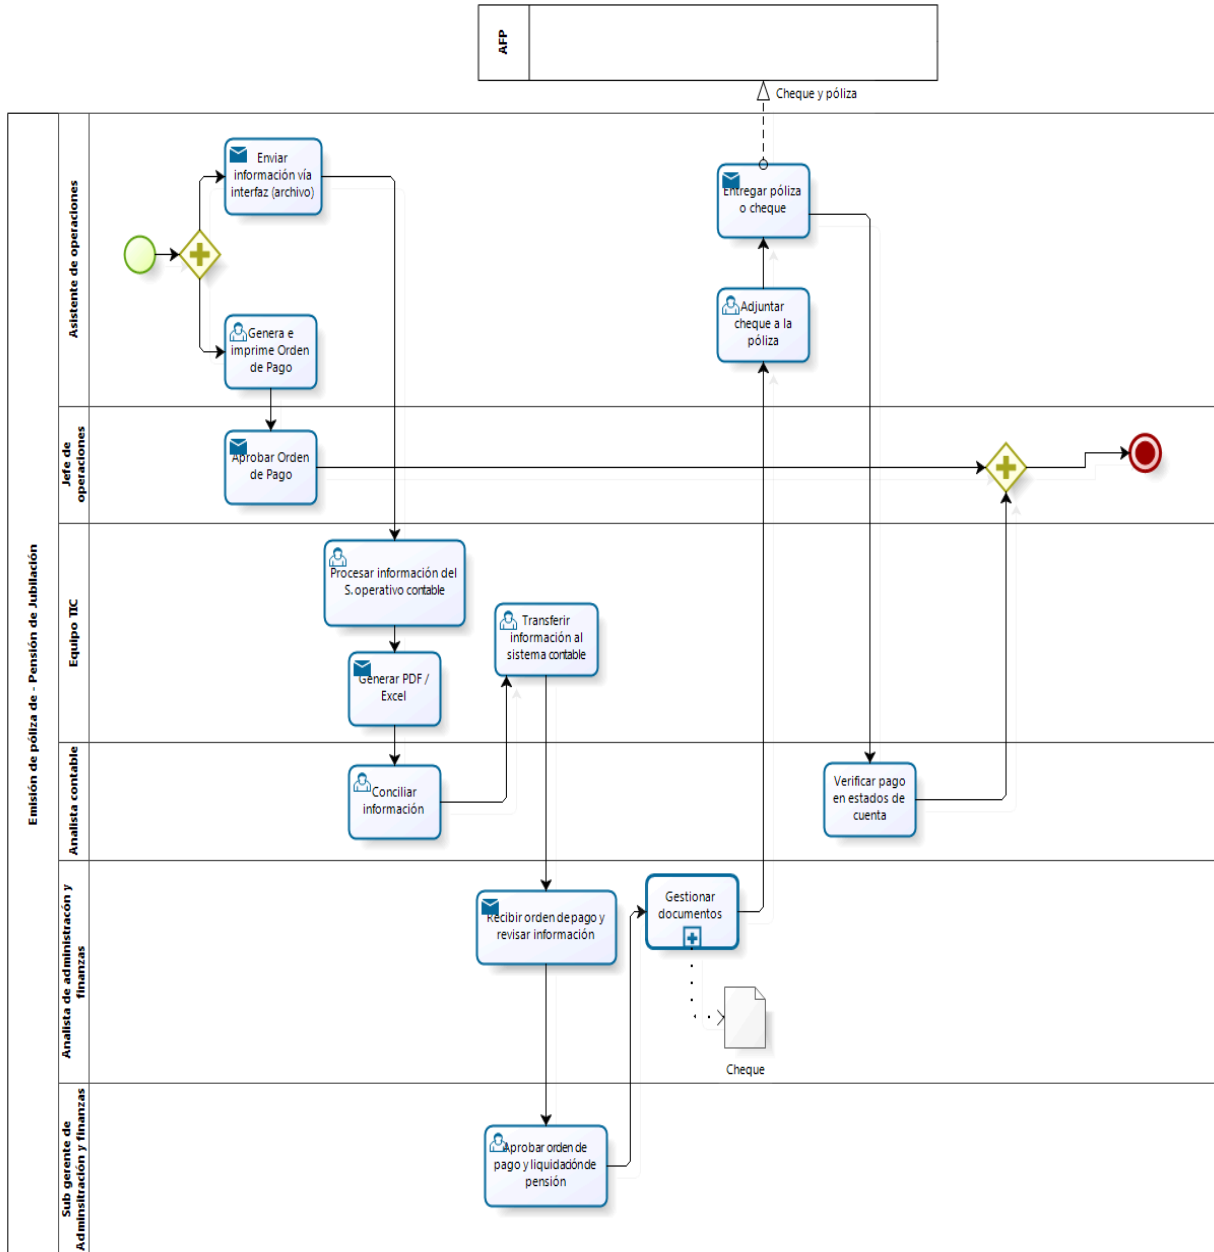 AFP
Cheque y póliza
Emisión de póliza de - Pensión de Jubilación
Asistente de operaciones
Enviar
información vía
interfaz (archivo)
Genera e
imprime Orden
de Pago
Entregar póliza
o cheque
Adjuntar
cheque a la
póliza
Jefe de
operaciones
Aprobar Orden
de Pago
Equipo TIC
Procesar información del
S. operativo contable
Generar PDF /
Excel
Transferir
información al
sistema contable
Analista contable
Conciliar
información
Verificar pago
en estados de
cuenta
Analista de administracón y
finanzas
Recibir orden de pago y
revisar información
Gestionar
documentos
Cheque
Sub gerente de
Adminsitración y finanzas
Aprobar orden de
pago y liquidación de
pensión